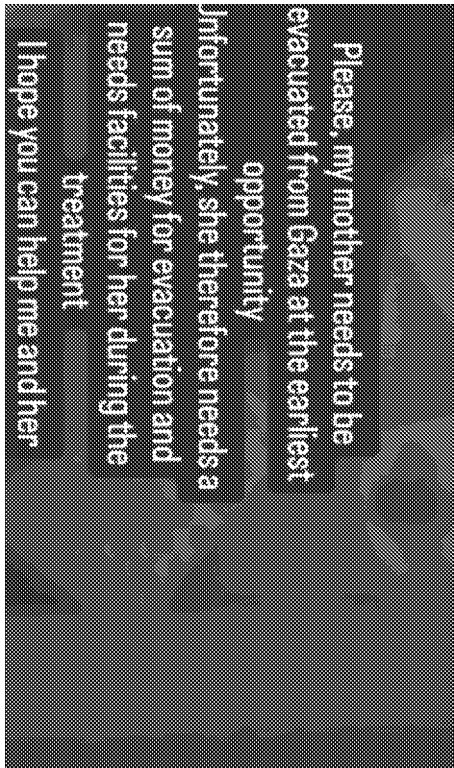 Please, my mother needs to be
evacuated from Gaza at the earliest
opportunity
Unfortunately, she therefore needs a
sum of money for evacuation and
needs facilities for her during the
treatment
I hope you can help me and her